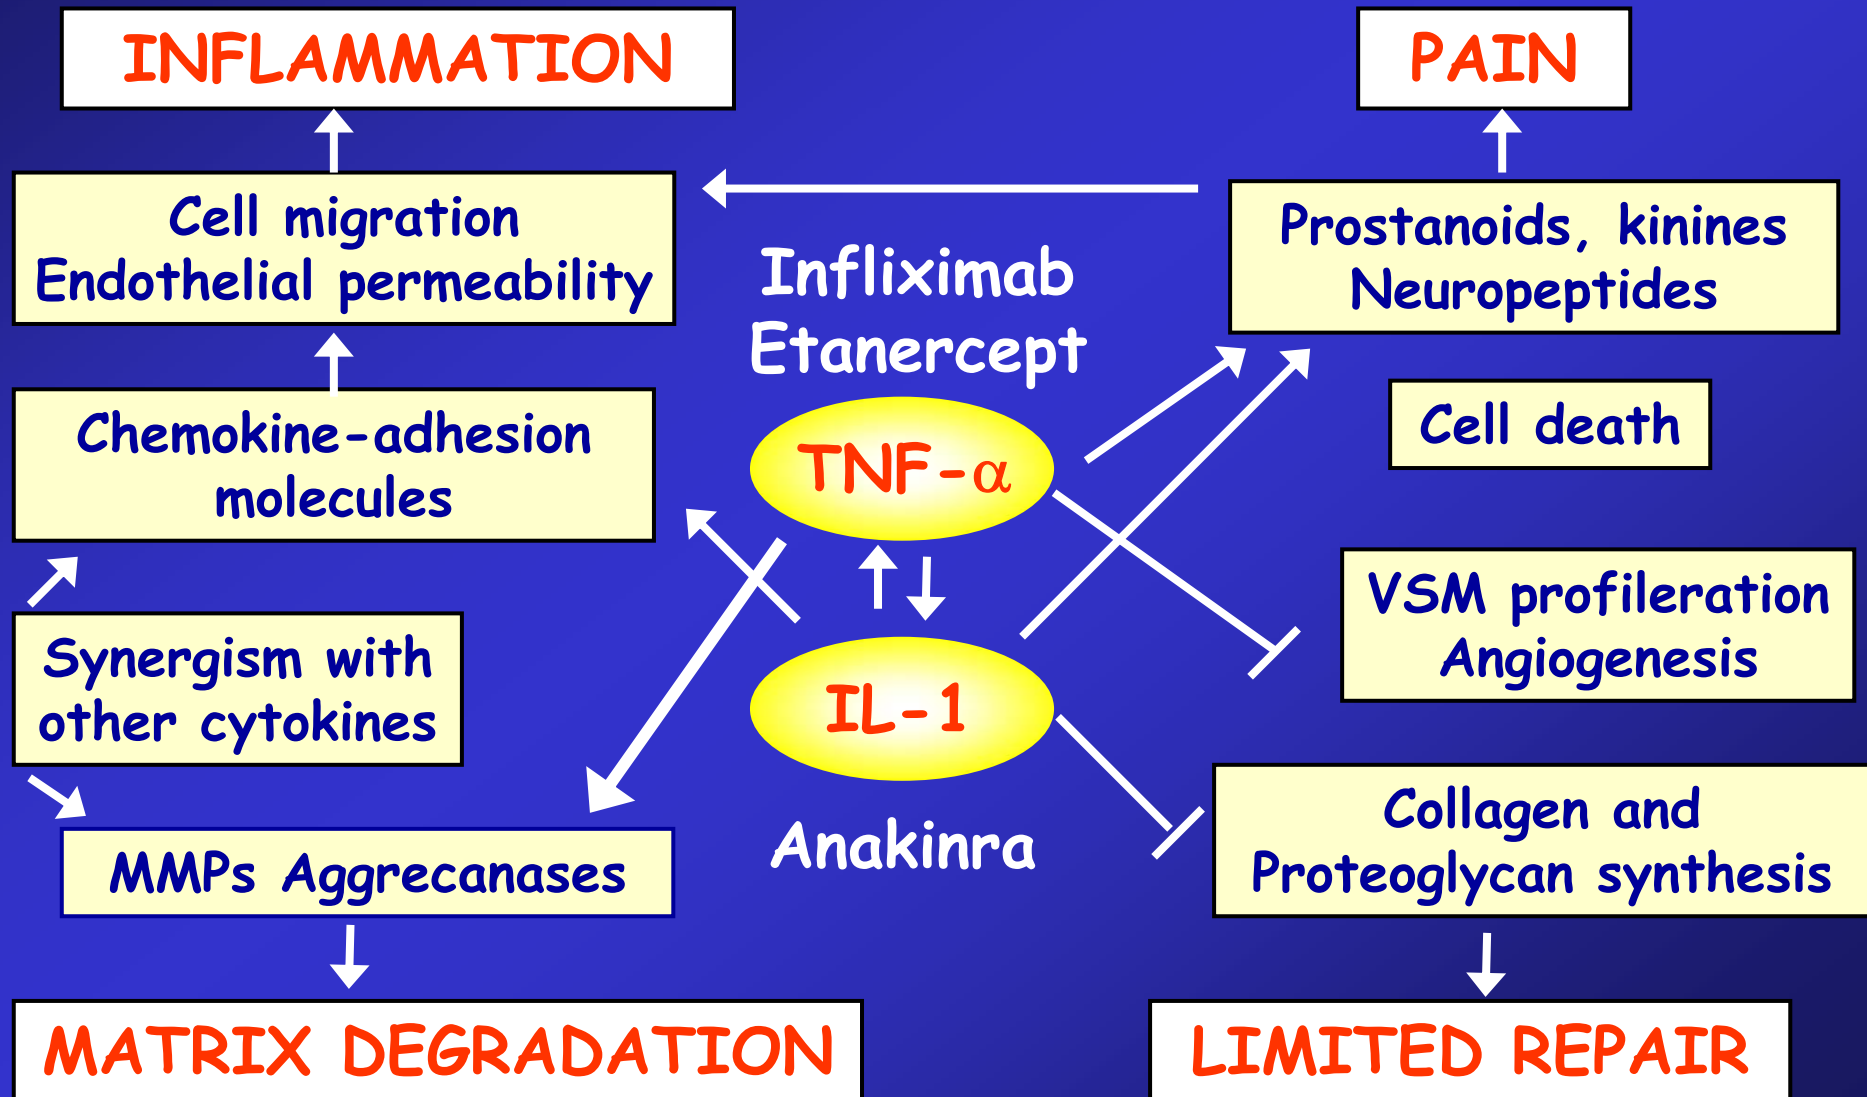 INFLAMMATION
PAIN
Cell migration
Endothelial permeability
Prostanoids, kinines
Neuropeptides
Infliximab
Etanercept
Chemokine-adhesion
molecules
TNF-α
Cell death
VSM profileration
Angiogenesis
Synergism with
other cytokines
IL-1
Collagen and
Proteoglycan synthesis
MMPs Aggrecanases
Anakinra
MATRIX DEGRADATION
LIMITED REPAIR